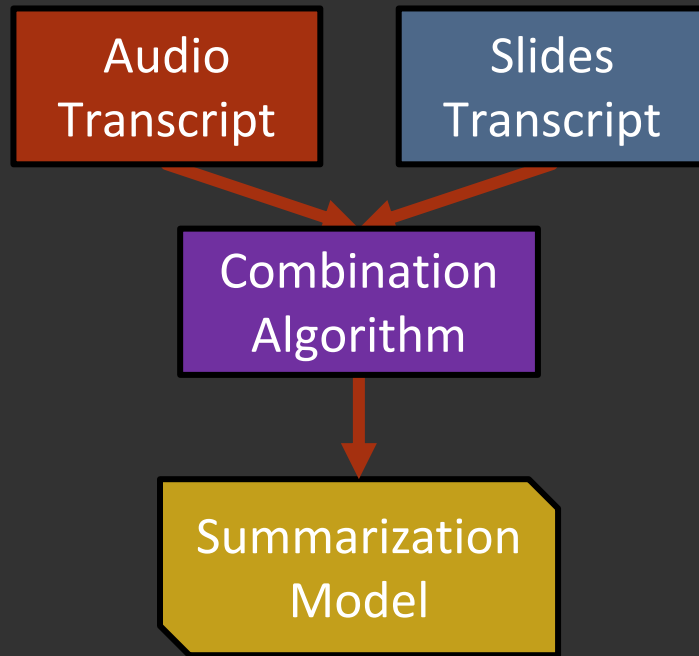 Audio
Transcript
Slides
Transcript
Combination
Algorithm
Summarization
Model